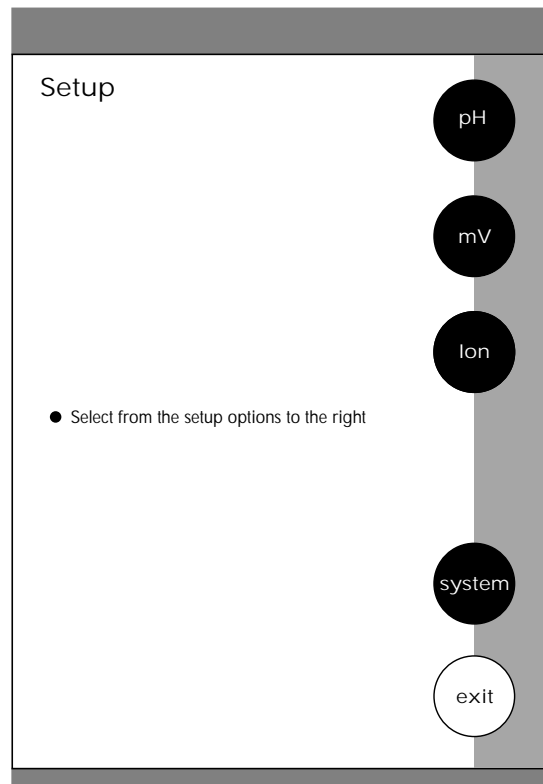 Setup
pH
mV
Ion
Select from the setup options to the right
system
exit